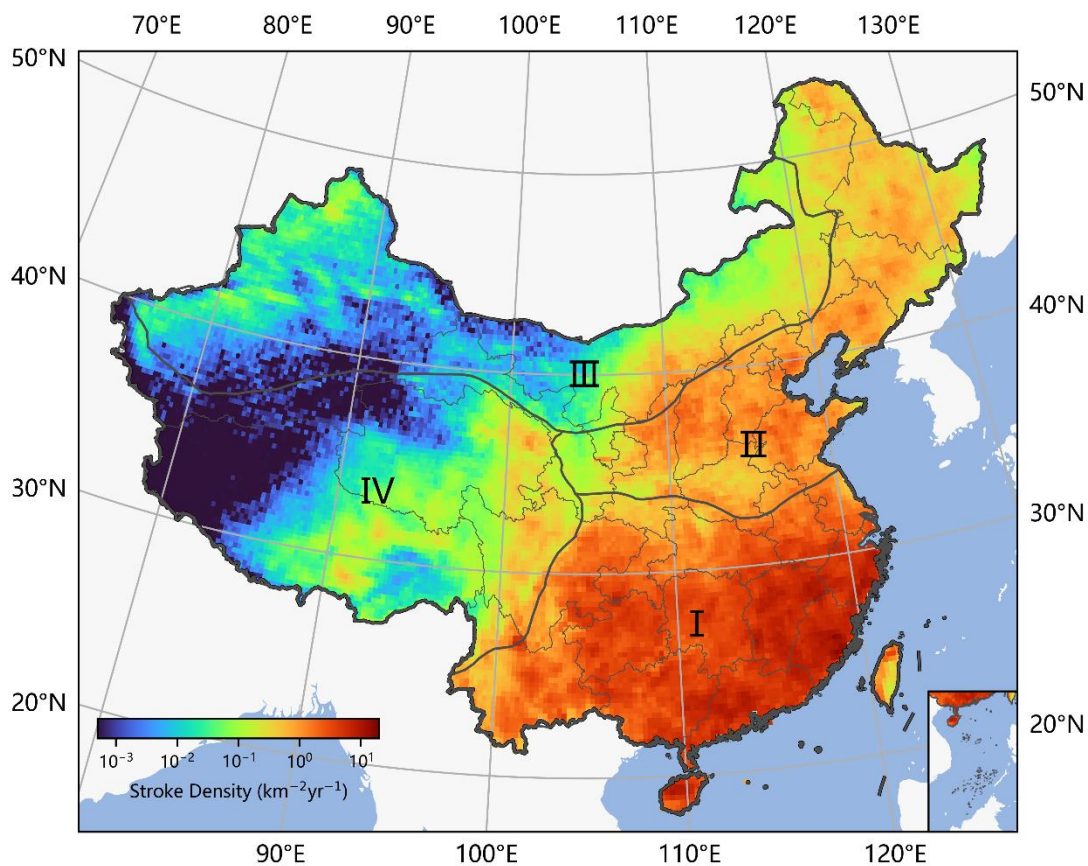 70°E 80°E 90°E 100°E 110°E 120°E 130°E
50°N
50°N
40°N
40°N
III
II
30°N
IV
30°N
I
20°N
20°N
10⁻³ 10⁻² 10⁻¹ 10⁰ 10¹
Stroke Density (km⁻²yr⁻¹)
90°E 100°E 110°E 120°E